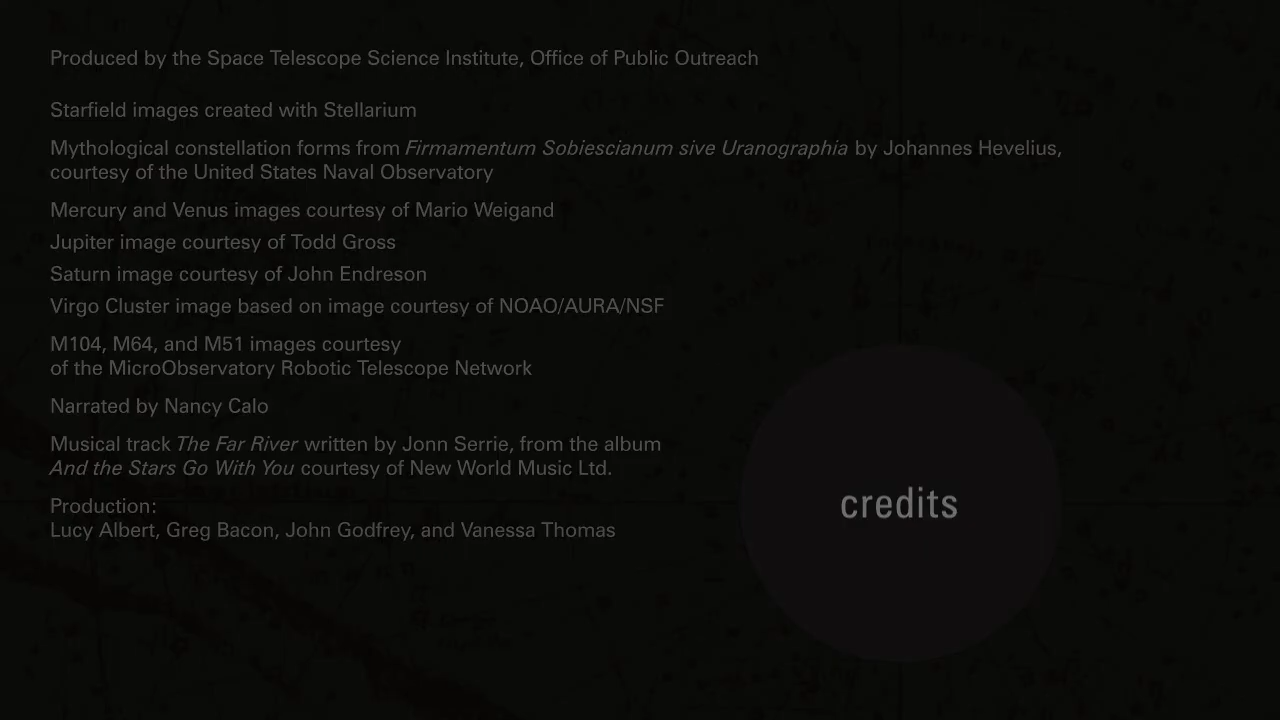 Produced by the Space Telescope Science Institute, Office of Public Outreach
Starfield images created with Stellarium
Mythological constellation forms from Firmamentum Sobiescianum sive Uranographia by Johannes Hevelius,
courtesy of the United States Naval Observatory
Mercury and Venus images courtesy of Mario Weigand
Jupiter image courtesy of Todd Gross
Saturn image courtesy of John Endreson
Virgo Cluster image based on image courtesy of NOAO/AURA/NSF
M104, M64, and M51 images courtesy
of the MicroObservatory Robotic Telescope Network
Narrated by Nancy Calo
Musical track The Far River written by Jonn Serrie, from the album
And the Stars Go With You courtesy of New World Music Ltd.
Production:
Lucy Albert, Greg Bacon, John Godfrey, and Vanessa Thomas
credits